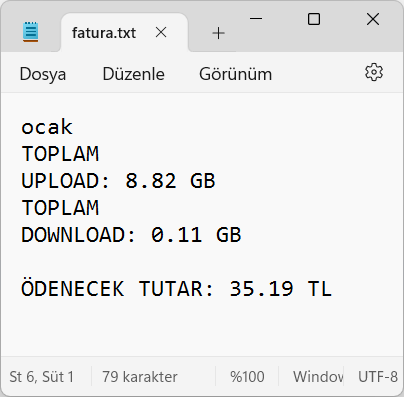 fatura.txt
Dosya Düzenle Görünüm
ocak
TOPLAM
UPLOAD: 8.82 GB
TOPLAM
DOWNLOAD: 0.11 GB
ÖDENECEK TUTAR: 35.19 TL
St 6, Süt 1 79 karakter %100 Window UTF-8